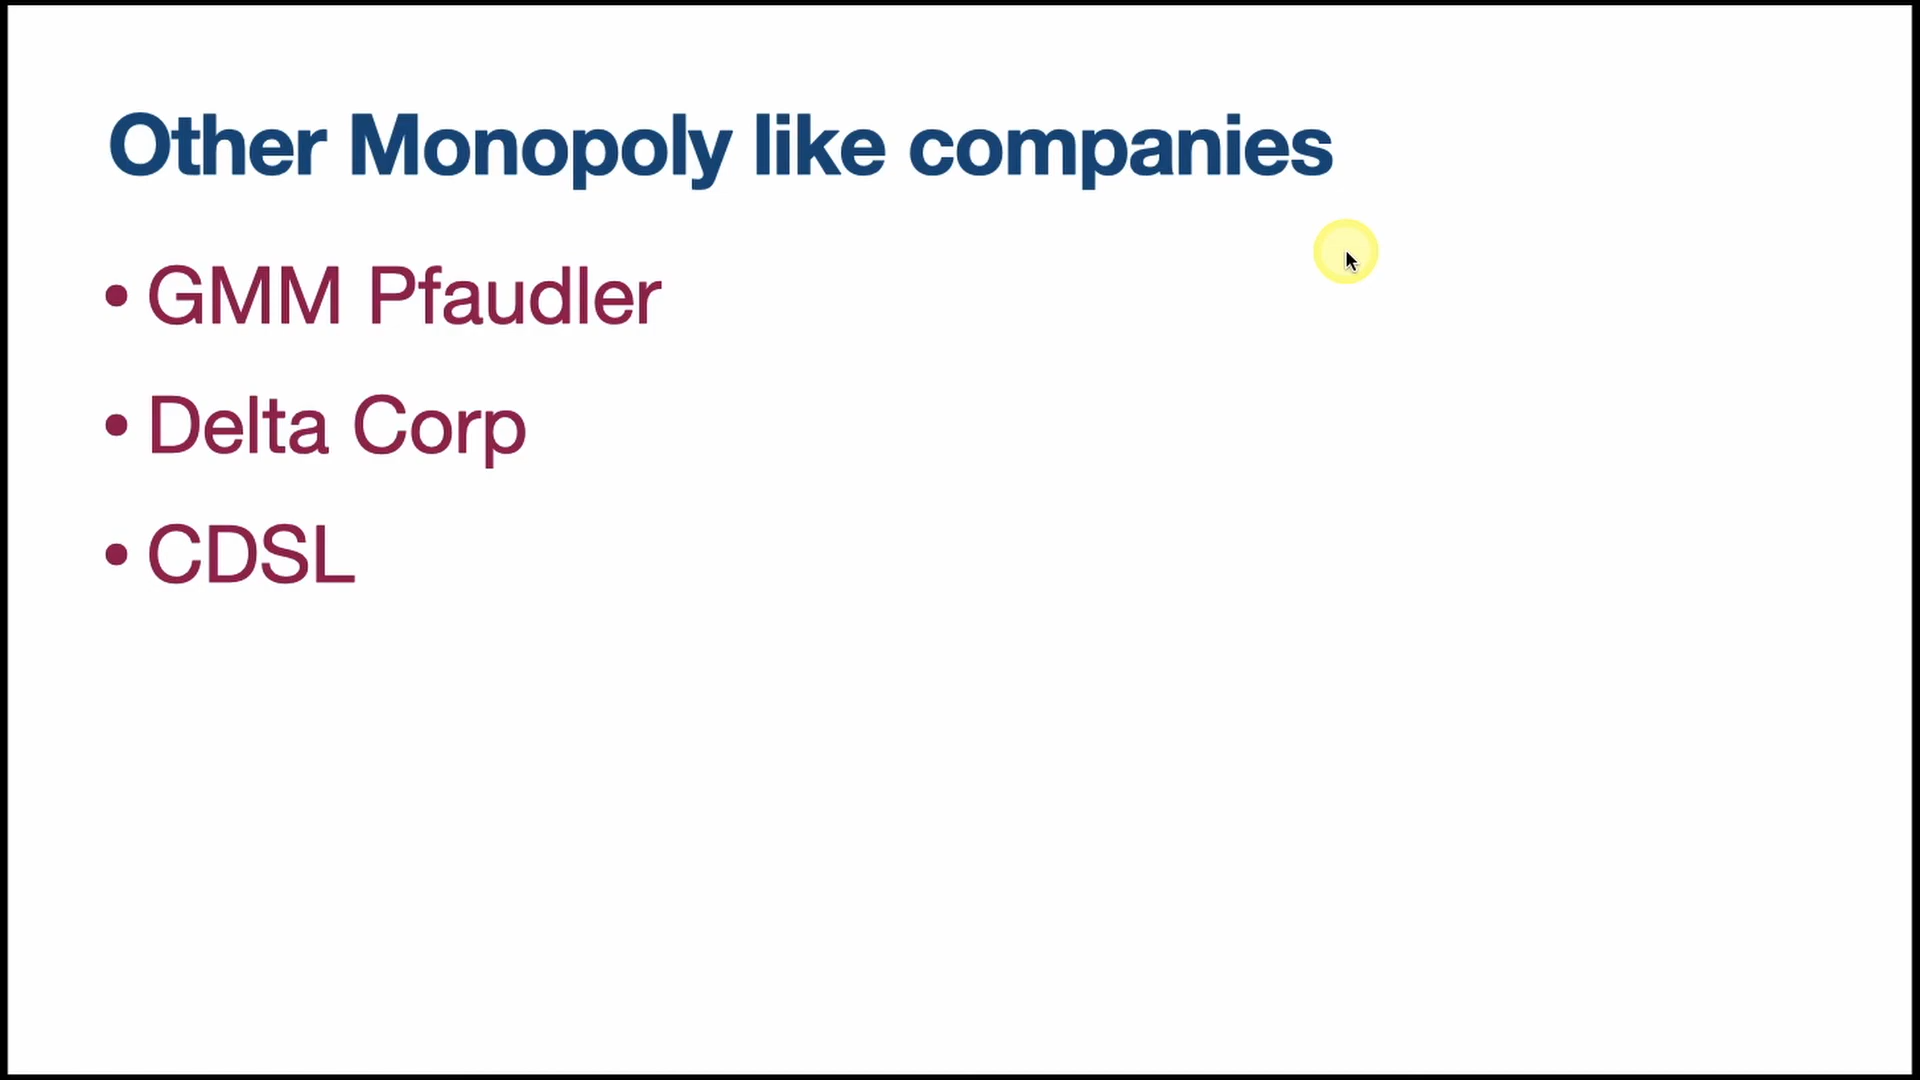 Other Monopoly like companies
• GMM Pfaudler
• Delta Corp
• CDSL